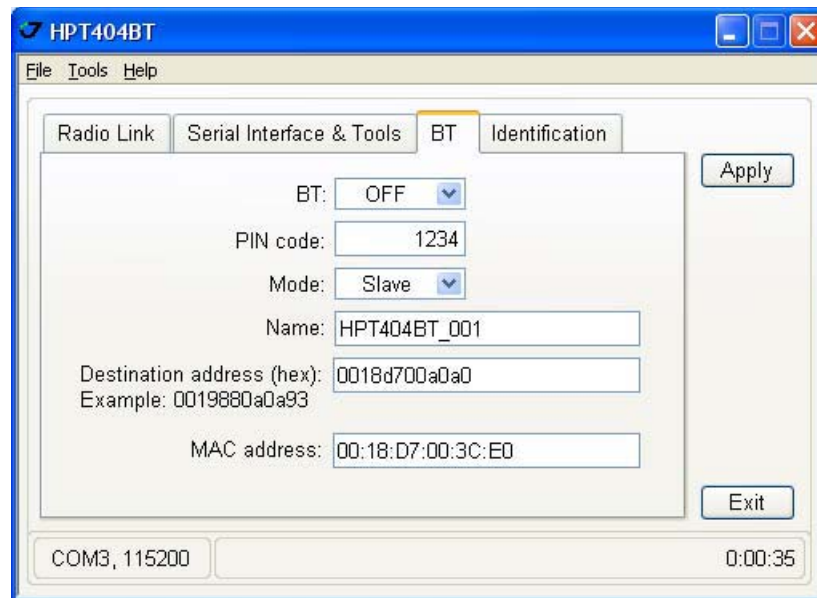 HPT404BT
File Tools Help
Radio Link Serial Interface & Tools BT Identification
Apply
BT: OFF
PIN code: 1234
Mode: Slave
Name: HPT404BT_001
Destination address (hex): 0018d700a0a0
Example: 0019880a0a93
MAC address: 00:18:D7:00:3C:E0
Exit
COM3, 115200 0:00:35